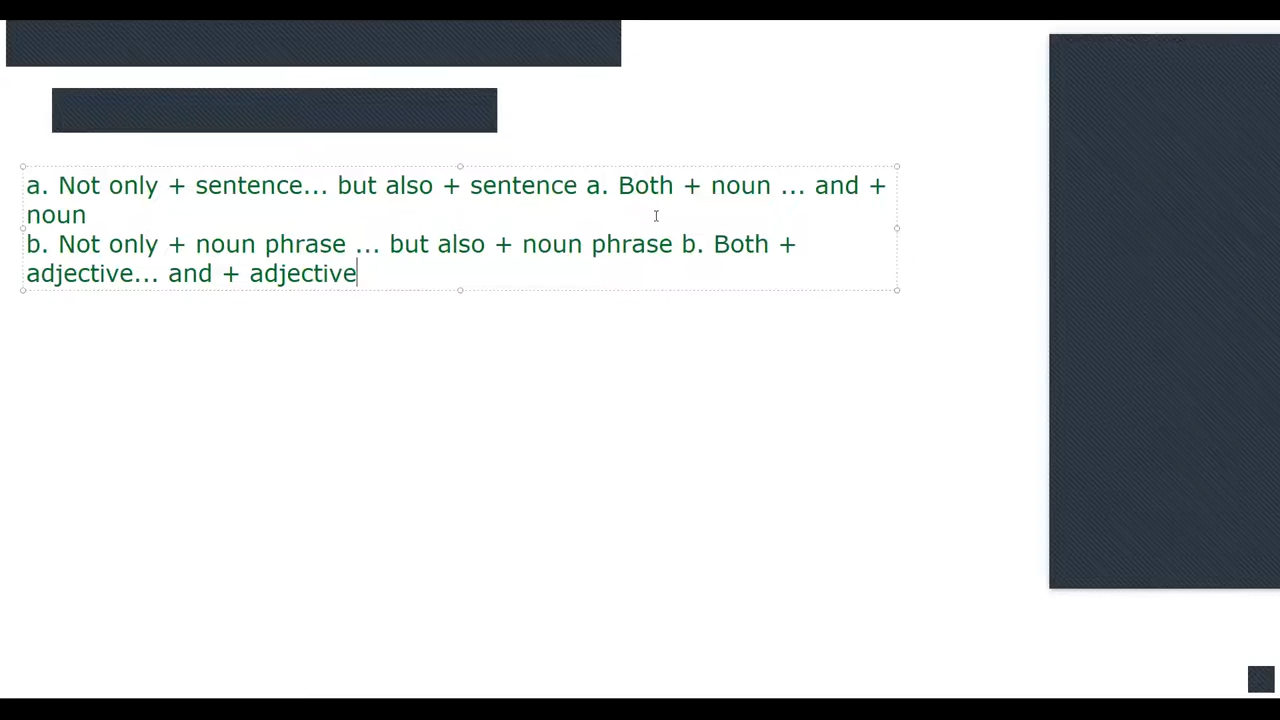 a. Not only + sentence... but also + sentence a. Both + noun ... and +
noun
b. Not only + noun phrase ... but also + noun phrase b. Both +
adjective... and + adjective